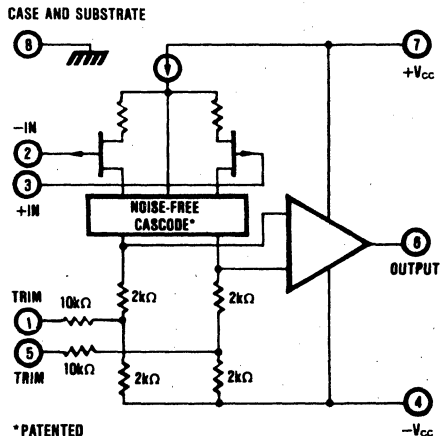 CASE AND SUBSTRATE
8
7
+VCC
-IN
2
3
+IN
NOISE-FREE
CASCODE*
6
OUTPUT
2kΩ
2kΩ
TRIM
1
10kΩ
5
10kΩ
TRIM
2kΩ
2kΩ
4
-VCC
*PATENTED